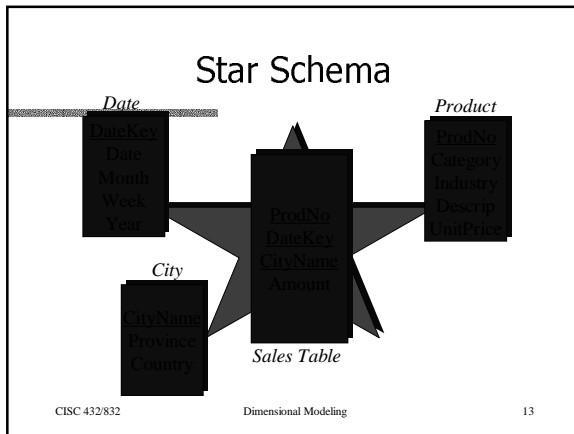 Star Schema
Date
DateKey
Date
Month
Week
Year
Product
ProdNo
Category
Industry
Descrip
UnitPrice
ProdNo
DateKey
CityName
Amount
Sales Table
City
CityName
Province
Country
CISC 432/832
Dimensional Modeling
13